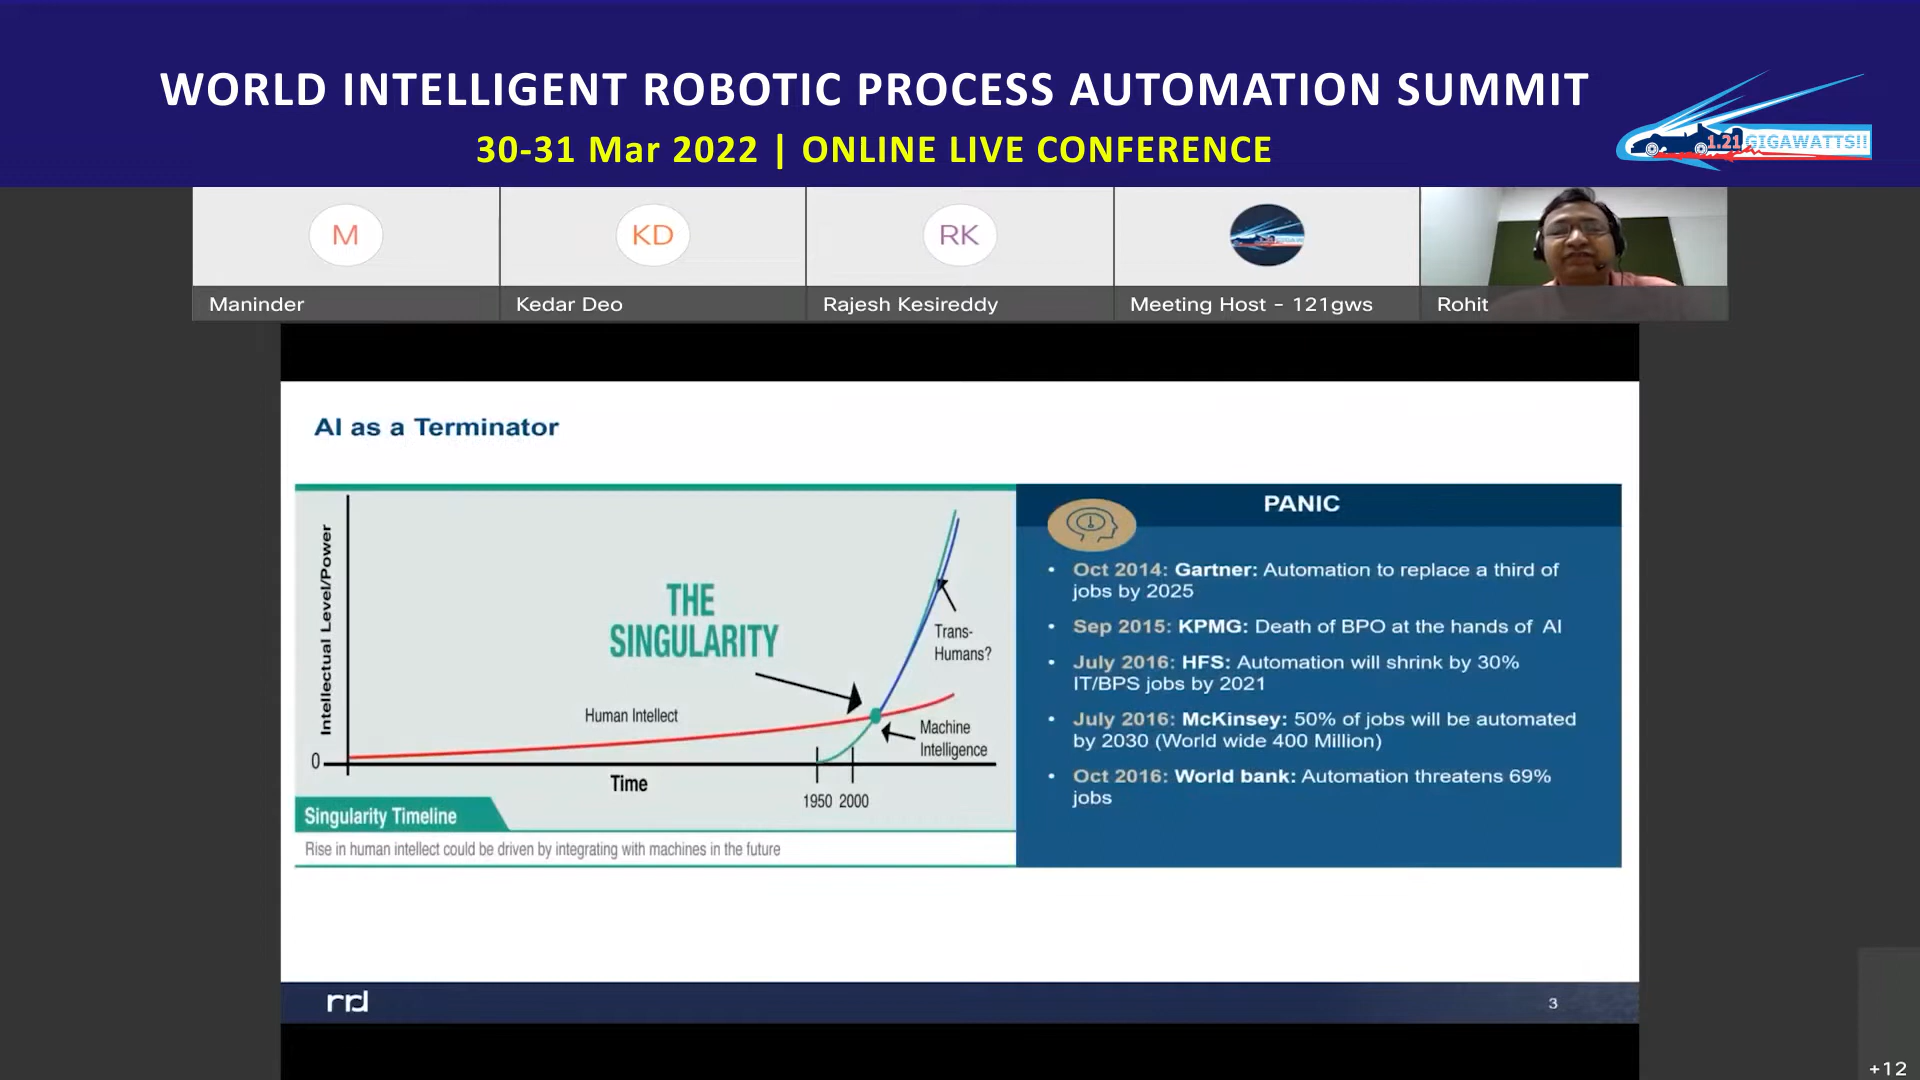 WORLD INTELLIGENT ROBOTIC PROCESS AUTOMATION SUMMIT
30-31 Mar 2022 | ONLINE LIVE CONFERENCE
1.21 GIGAWATTS!!
M
KD
RK
Maninder
Kedar Deo
Rajesh Kesireddy
Meeting Host - 121gws
Rohit
AI as a Terminator
Intellectual Level/Power
THE
SINGULARITY
Trans-
Humans?
Human Intellect
Machine
Intelligence
0
Time
1950 2000
Singularity Timeline
Rise in human intellect could be driven by integrating with machines in the future
PANIC
• Oct 2014: Gartner: Automation to replace a third of
jobs by 2025
• Sep 2015: KPMG: Death of BPO at the hands of AI
• July 2016: HFS: Automation will shrink by 30%
IT/BPS jobs by 2021
• July 2016: McKinsey: 50% of jobs will be automated
by 2030 (World wide 400 Million)
• Oct 2016: World bank: Automation threatens 69%
jobs
rrd
3
+12